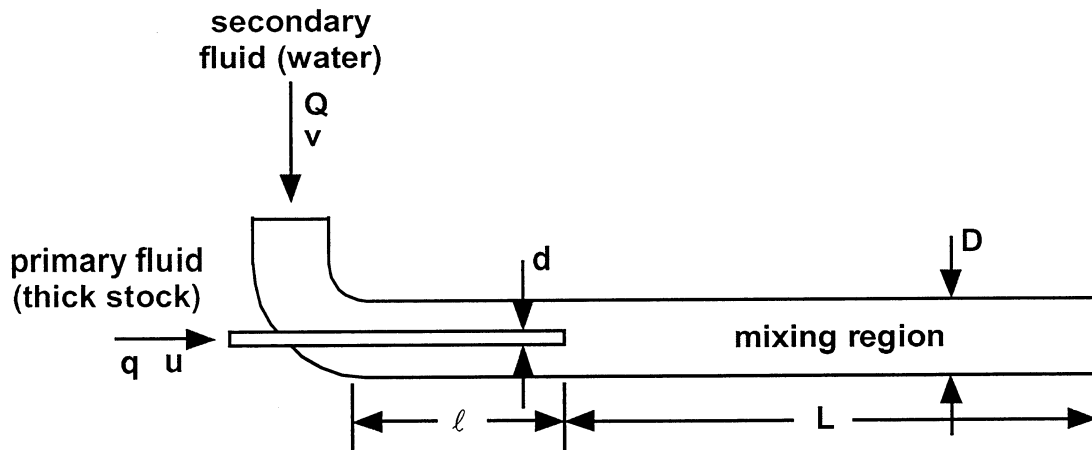 secondary
fluid (water)
Q
v
primary fluid
(thick stock)
q u
d
D
mixing region
ℓ
L